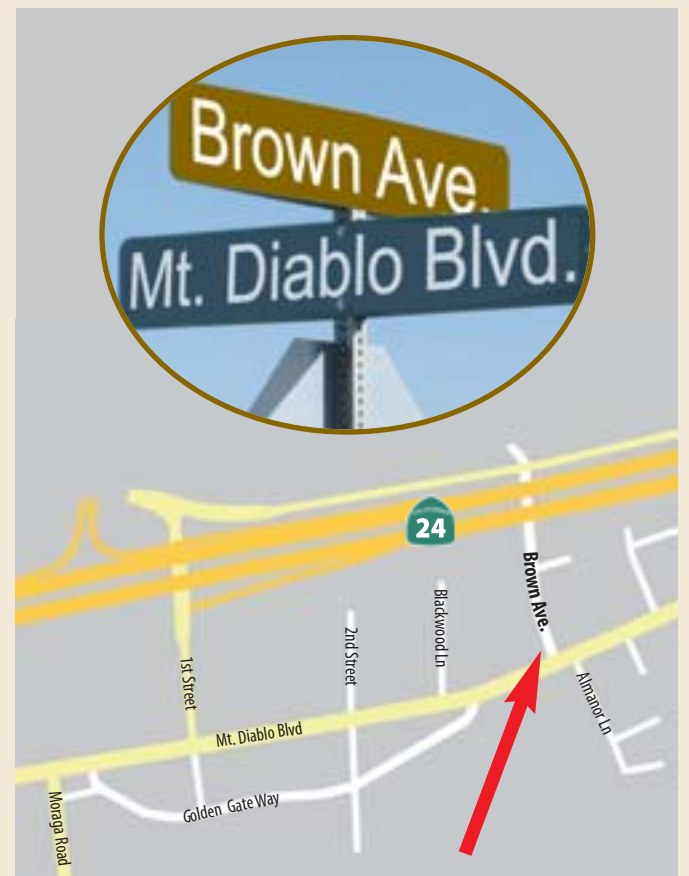 Brown Ave.
Mt. Diablo Blvd.
24
Brown Ave.
Blackwood Ln
2nd Street
1st Street
Almanor Ln
Mt. Diablo Blvd
Golden Gate Way
Moraga Road